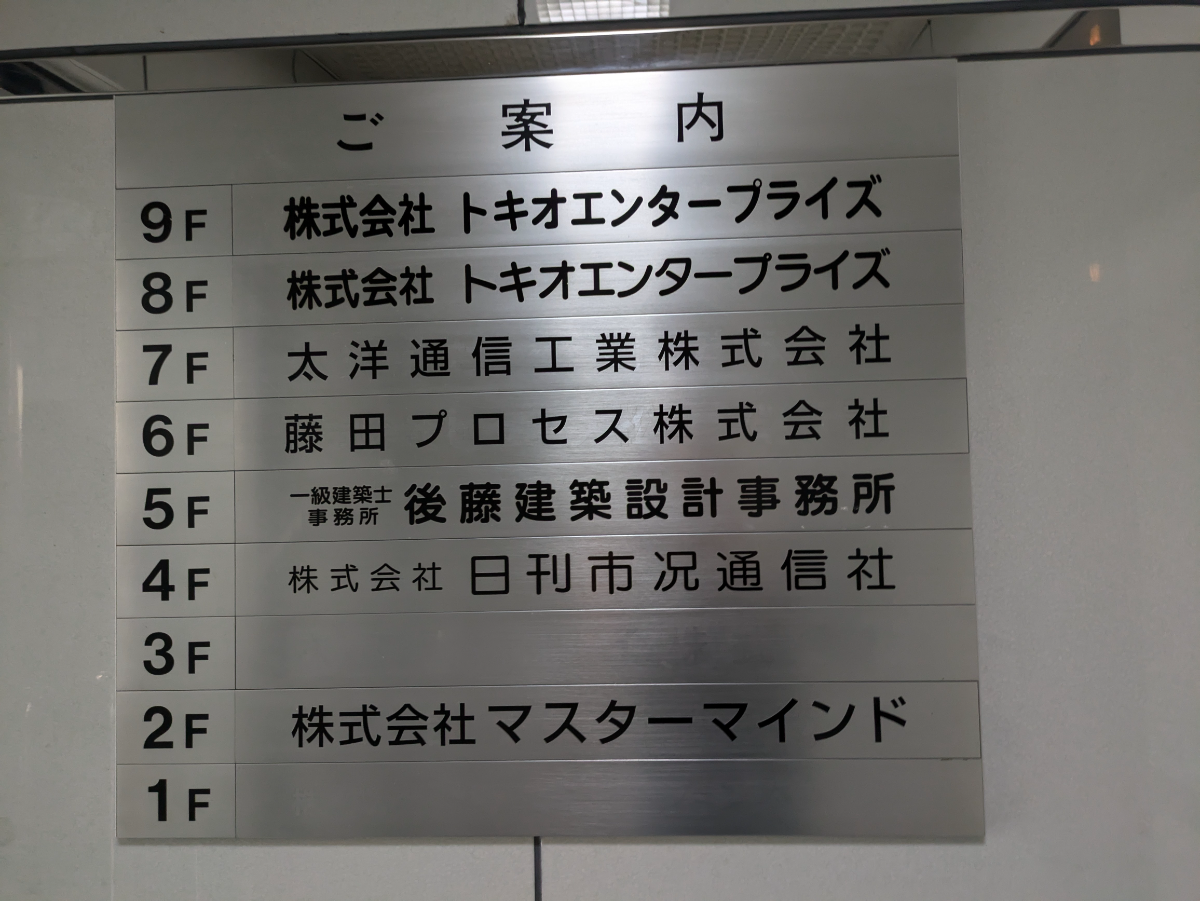 ご案内
9F 株式会社 トキオエンタープライズ
8F 株式会社 トキオエンタープライズ
7F 太洋通信工業株式会社
6F 藤田プロセス株式会社
5F 一級建築士事務所 後藤建築設計事務所
4F 株式会社 日刊市况通信社
3F
2F 株式会社マスターマインド
1F